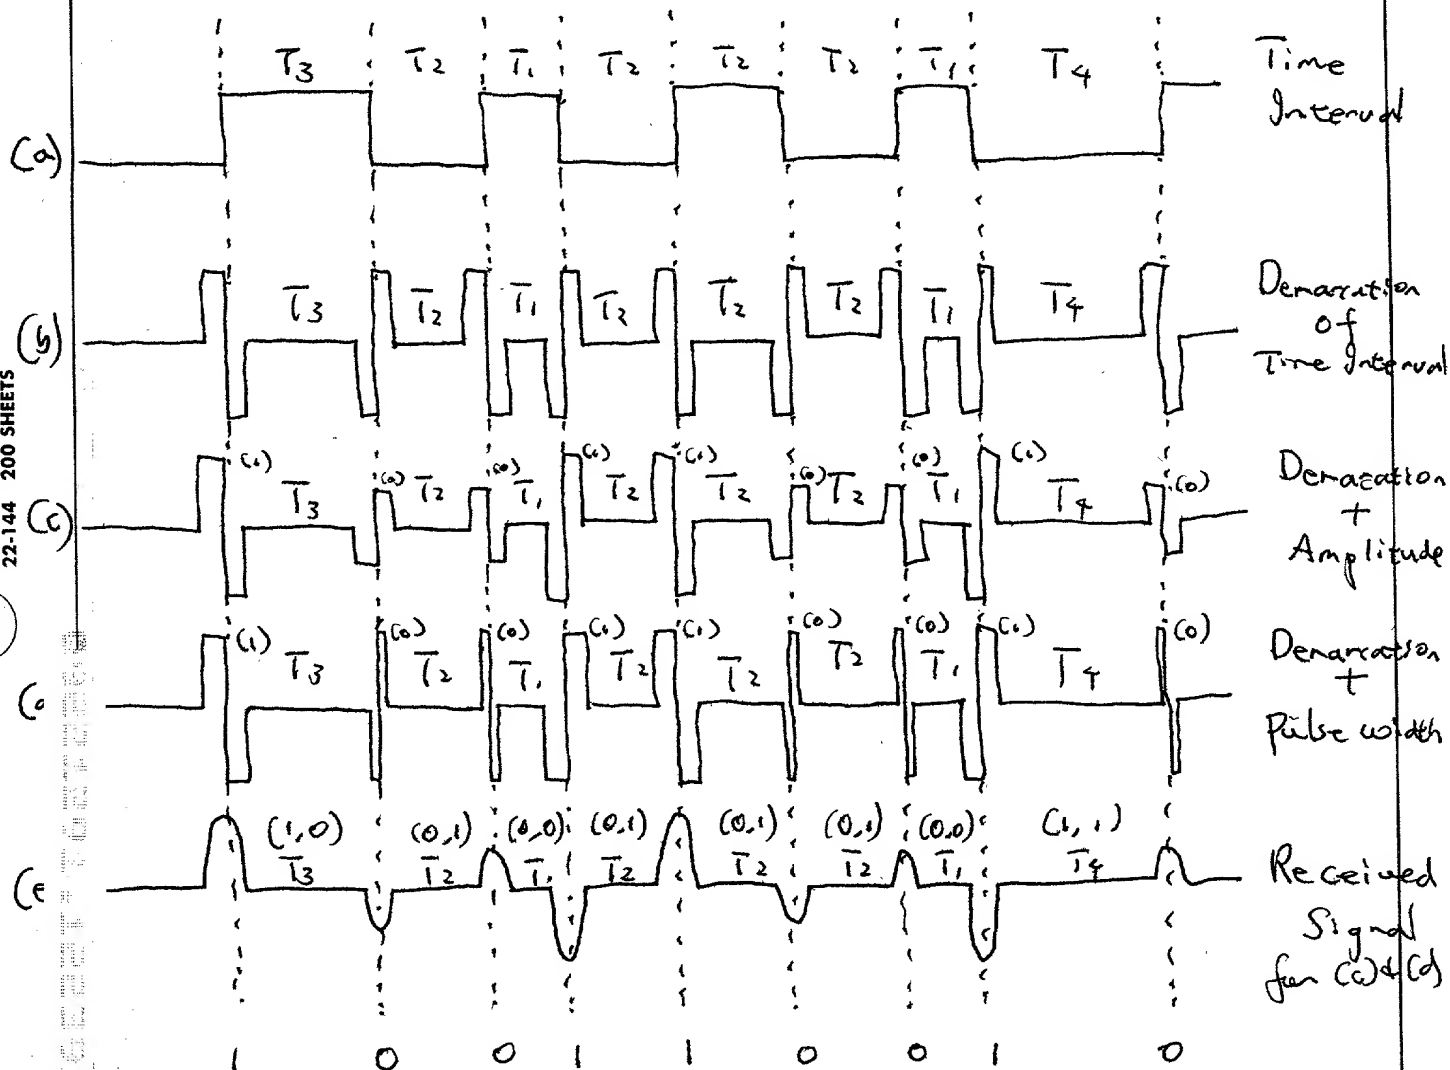 T3 T2 T1 T2 T2 T2 T1 T4
Time
Interval
(a)
(b)
T3 T2 T1 T2 T2 T2 T1 T4
Demarcation
of
Time Interval
22-144 200 SHEETS
(c)
(1) (0) (0) (1) (1) (0) (0) (1) (0)
T3 T2 T1 T2 T2 T2 T1 T4
Demarcation
+
Amplitude
(1) (0) (0) (1) (1) (0) (0) (1) (0)
T3 T2 T1 T2 T2 T2 T1 T4
Demarcation
+
Pulse width
(1,0) (0,1) (0,0) (0,1) (0,1) (0,1) (0,0) (1,1)
T3 T2 T1 T2 T2 T2 T1 T4
(e
Received
Signal
for (c)&(d)
1 0 0 1 1 0 0 1 0